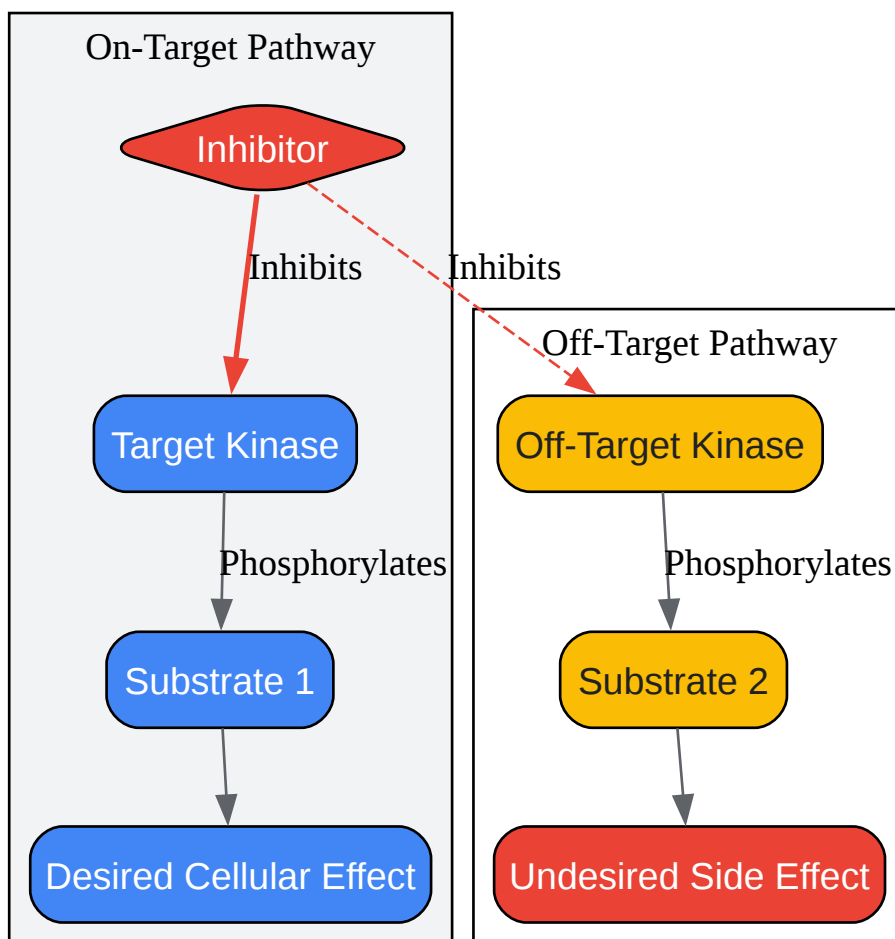 On-Target Pathway
Inhibitor
Inhibits
Inhibits
Off-Target Pathway
Target Kinase
Off-Target Kinase
Phosphorylates
Phosphorylates
Substrate 1
Substrate 2
Desired Cellular Effect
Undesired Side Effect